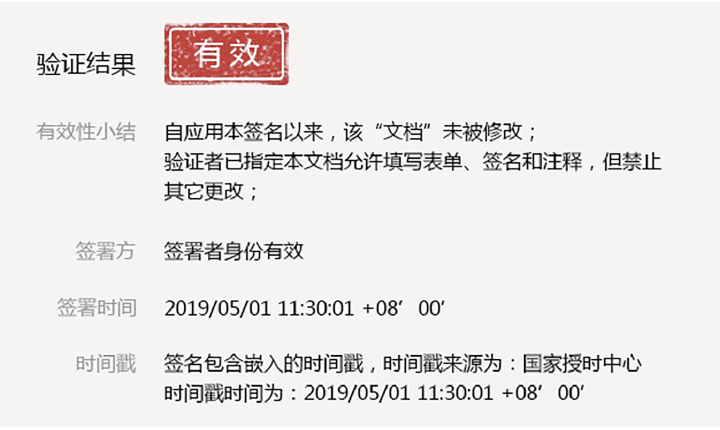 验证结果 有效
有效性小结 自应用本签名以来，该“文档”未被修改；
验证者已指定本文档允许填写表单、签名和注释，但禁止
其它更改；
签署方 签署者身份有效
签署时间 2019/05/01 11:30:01 +08′ 00′
时间戳 签名包含嵌入的时间戳，时间戳来源为：国家授时中心
时间戳时间为：2019/05/01 11:30:01 +08′ 00′